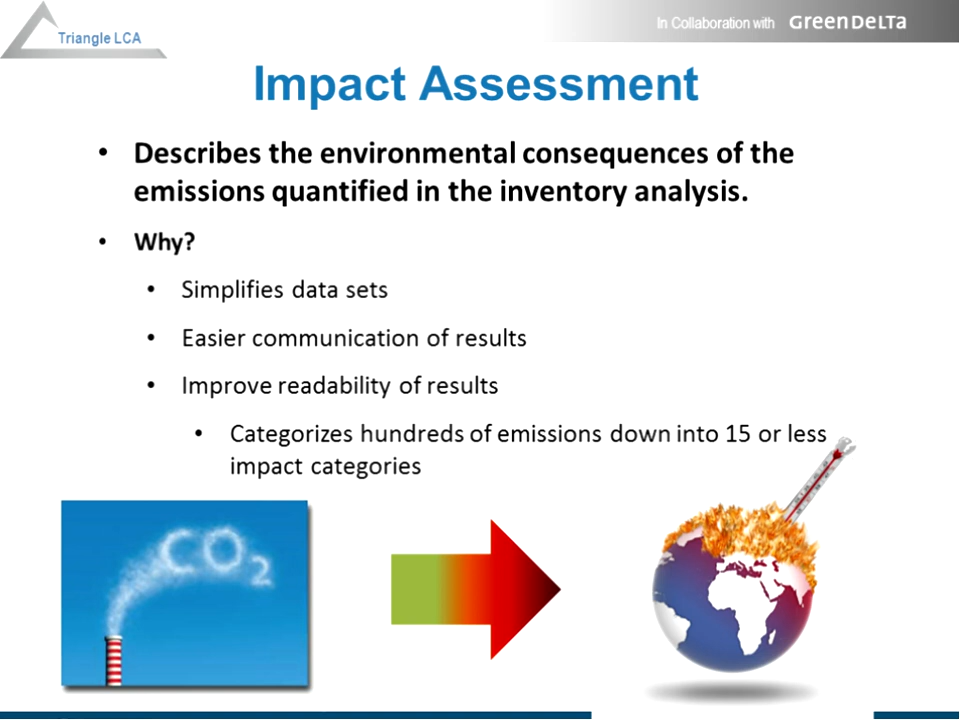 Triangle LCA
In Collaboration with GreenDeLTa
Impact Assessment
• Describes the environmental consequences of the
emissions quantified in the inventory analysis.
• Why?
• Simplifies data sets
• Easier communication of results
• Improve readability of results
• Categorizes hundreds of emissions down into 15 or less
impact categories
CO2